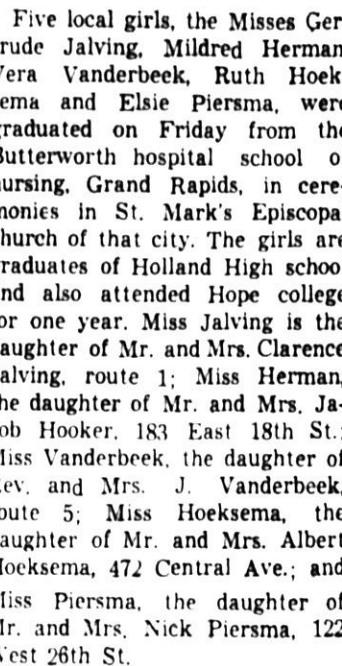 Five local girls, the Misses Ger
rude Jalving, Mildred Herman
Vera Vanderbeek, Ruth Hoek
sema and Elsie Piersma, were
graduated on Friday from the
Butterworth hospital school o
nursing, Grand Rapids, in cere-
monies in St. Mark's Episcopa
church of that city. The girls are
graduates of Holland High schoo
and also attended Hope college
or one year. Miss Jalving is the
daughter of Mr. and Mrs. Clarence
Jalving, route 1; Miss Herman,
the daughter of Mr. and Mrs. Ja-
ob Hooker, 183 East 18th St.;
Miss Vanderbeek, the daughter of
Rev. and Mrs. J. Vanderbeek,
route 5; Miss Hoeksema, the
daughter of Mr. and Mrs. Albert
Hoeksema, 472 Central Ave.; and
Miss Piersma, the daughter of
Mr. and Mrs. Nick Piersma, 122
West 26th St.